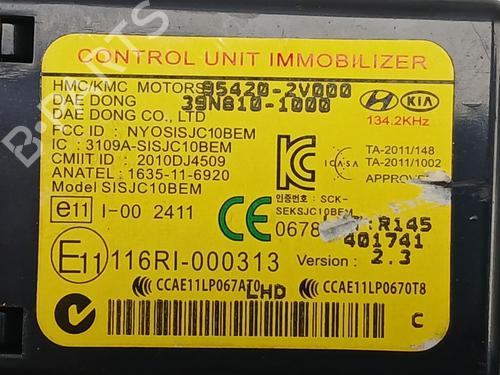 CONTROL UNIT IMMOBILIZER
HMC/KMC MOTORS 95420-2V000
DAE DONG 39N810-1000
DAE DONG CO., LTD
HYUNDAI KIA
134.2KHz
FCC ID : NYOSISJC10BEM
IC : 3109A-SISJC10BEM
CMIIT ID : 2010DJ4509
ANATEL : 1635-11-6920
Model SISJC10BEM
ICASA
TA-2011/148
TA-2011/1002
APPROVED
인증번호 : SCK-
SEKSJC10BEM
e11 I-00 2411
CE 0678
R145
401741
E11 116RI-000313
Version : 2.3
CCAE11LP067AT0
LHD
CCAE11LP0670T8
C